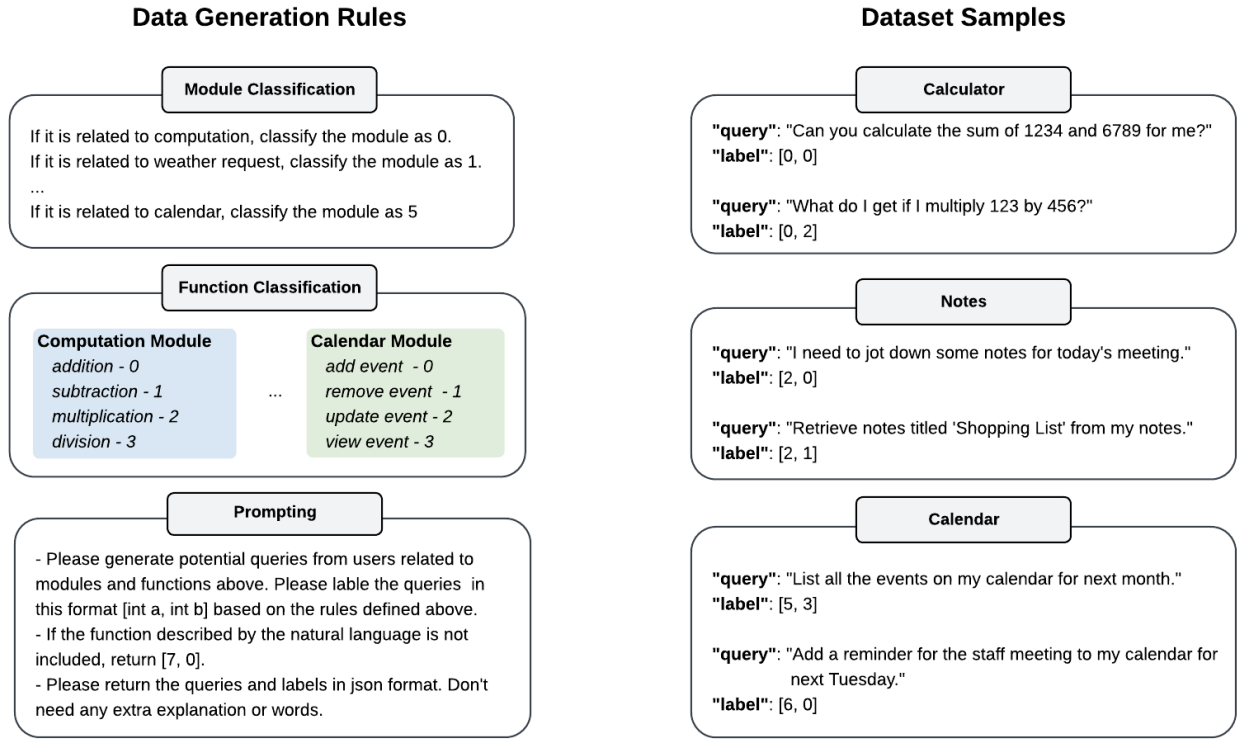 Data Generation Rules
Module Classification
If it is related to computation, classify the module as 0.
If it is related to weather request, classify the module as 1.
...
If it is related to calendar, classify the module as 5
Function Classification
Computation Module
addition - 0
subtraction - 1
multiplication - 2
division - 3
...
Calendar Module
add event - 0
remove event - 1
update event - 2
view event - 3
Prompting
- Please generate potential queries from users related to
modules and functions above. Please lable the queries in
this format [int a, int b] based on the rules defined above.
- If the function described by the natural language is not
included, return [7, 0].
- Please return the queries and labels in json format. Don't
need any extra explanation or words.
Dataset Samples
Calculator
"query": "Can you calculate the sum of 1234 and 6789 for me?"
"label": [0, 0]
"query": "What do I get if I multiply 123 by 456?"
"label": [0, 2]
Notes
"query": "I need to jot down some notes for today's meeting."
"label": [2, 0]
"query": "Retrieve notes titled 'Shopping List' from my notes."
"label": [2, 1]
Calendar
"query": "List all the events on my calendar for next month."
"label": [5, 3]
"query": "Add a reminder for the staff meeting to my calendar for
next Tuesday."
"label": [6, 0]